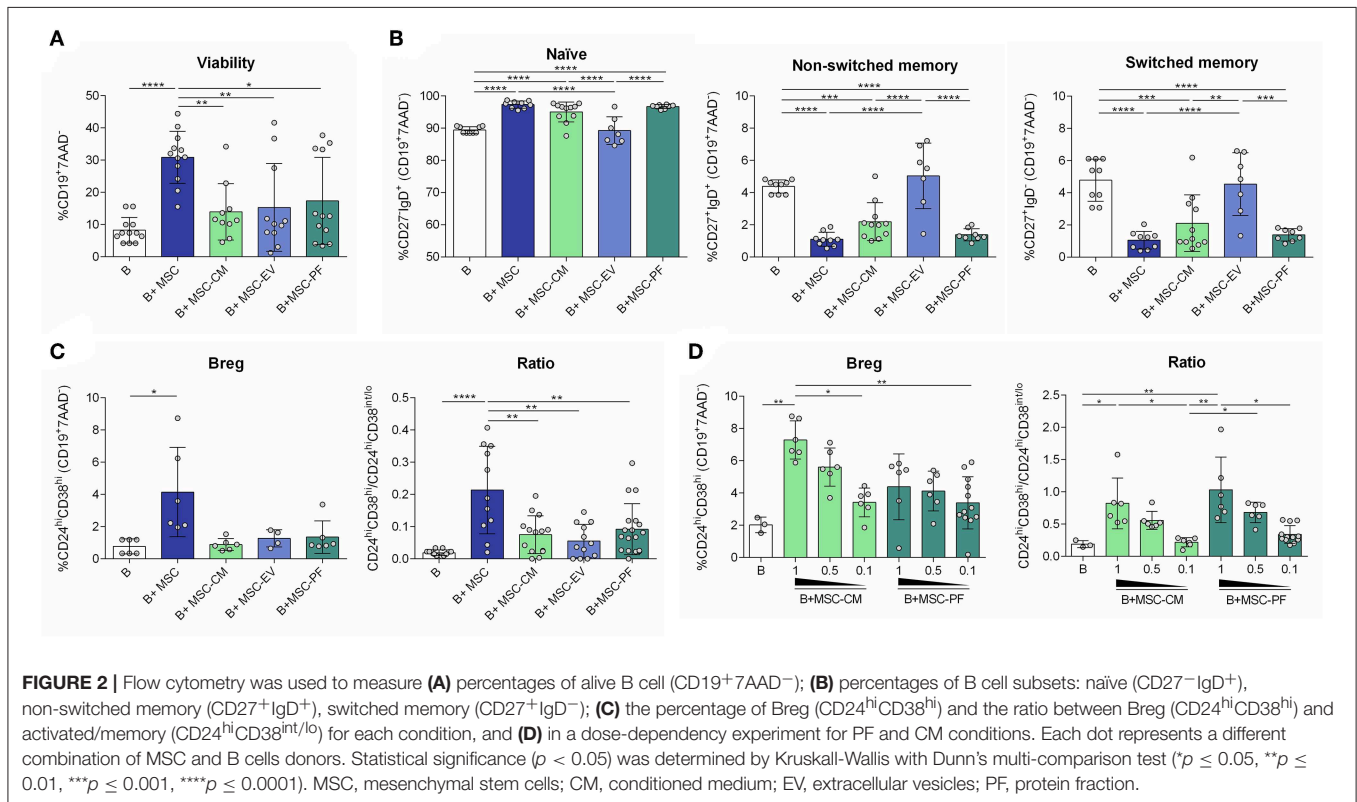 A
Viability
%CD19⁺7AAD⁻
50
40
30
20
10
0
****
*
**
**
B
B+ MSC
B+ MSC-CM
B+ MSC-EV
B+MSC-PF
B
Naïve
%CD27⁻IgD⁺ (CD19⁺7AAD⁻)
100
90
80
70
60
50
****
**** ****
**** **** ****
B
B+ MSC
B+ MSC-CM
B+ MSC-EV
B+MSC-PF
Non-switched memory
%CD27⁺IgD⁺ (CD19⁺7AAD⁻)
8
6
4
2
0
****
*** **** ****
**** ****
B
B+ MSC
B+ MSC-CM
B+ MSC-EV
B+MSC-PF
Switched memory
%CD27⁺IgD⁻ (CD19⁺7AAD⁻)
8
6
4
2
0
****
*** ** ***
**** ****
B
B+ MSC
B+ MSC-CM
B+ MSC-EV
B+MSC-PF
C
Breg
%CD24ʰⁱCD38ʰⁱ (CD19⁺7AAD⁻)
10
8
6
4
2
0
*
B
B+ MSC
B+ MSC-CM
B+ MSC-EV
B+MSC-PF
Ratio
CD24ʰⁱCD38ʰⁱ/CD24ʰⁱCD38ⁱⁿᵗ/ˡᵒ
0.5
0.4
0.3
0.2
0.1
0.0
**** **
**
**
B
B+ MSC
B+ MSC-CM
B+ MSC-EV
B+MSC-PF
D
Breg
%CD24ʰⁱCD38ʰⁱ (CD19⁺7AAD⁻)
10
8
6
4
2
0
**
** *
B 1 0.5 0.1 1 0.5 0.1
B+MSC-CM B+MSC-PF
Ratio
CD24ʰⁱCD38ʰⁱ/CD24ʰⁱCD38ⁱⁿᵗ/ˡᵒ
2.5
2.0
1.5
1.0
0.5
0.0
**
* * ** *
*
B 1 0.5 0.1 1 0.5 0.1
B+MSC-CM B+MSC-PF
FIGURE 2 | Flow cytometry was used to measure (A) percentages of alive B cell (CD19+7AAD−); (B) percentages of B cell subsets: naïve (CD27−IgD⁺),
non-switched memory (CD27+IgD⁺), switched memory (CD27+IgD⁻); (C) the percentage of Breg (CD24ʰⁱCD38ʰⁱ) and the ratio between Breg (CD24ʰⁱCD38ʰⁱ) and
activated/memory (CD24ʰⁱCD38ⁱⁿᵗ/ˡᵒ) for each condition, and (D) in a dose-dependency experiment for PF and CM conditions. Each dot represents a different
combination of MSC and B cells donors. Statistical significance (p < 0.05) was determined by Kruskall-Wallis with Dunn's multi-comparison test (*p ≤ 0.05, **p ≤
0.01, ***p ≤ 0.001, ****p ≤ 0.0001). MSC, mesenchymal stem cells; CM, conditioned medium; EV, extracellular vesicles; PF, protein fraction.